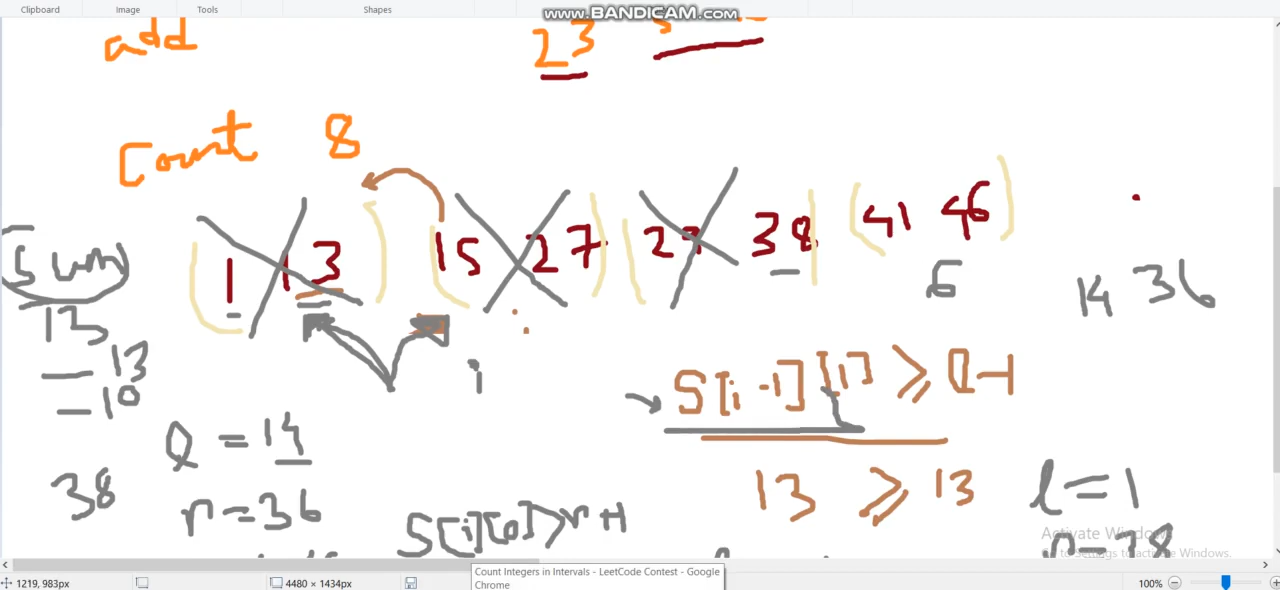 Clipboard Image Tools Shapes
www.BANDICAM.com
add 23
Count 8
1 13 15 27 27 38 41 46
Sum 6 14 36
13
-13
-10
S[i-1][1] >= l-1
l = 14
38
r = 36
13 >= 13
l = 1
S[i][0] > r+1
r = 38
i
Activate Windows
Go to Settings to activate Windows.
Count Integers in Intervals - LeetCode Contest - Google
Chrome
1219, 983px 4480 × 1434px 100%